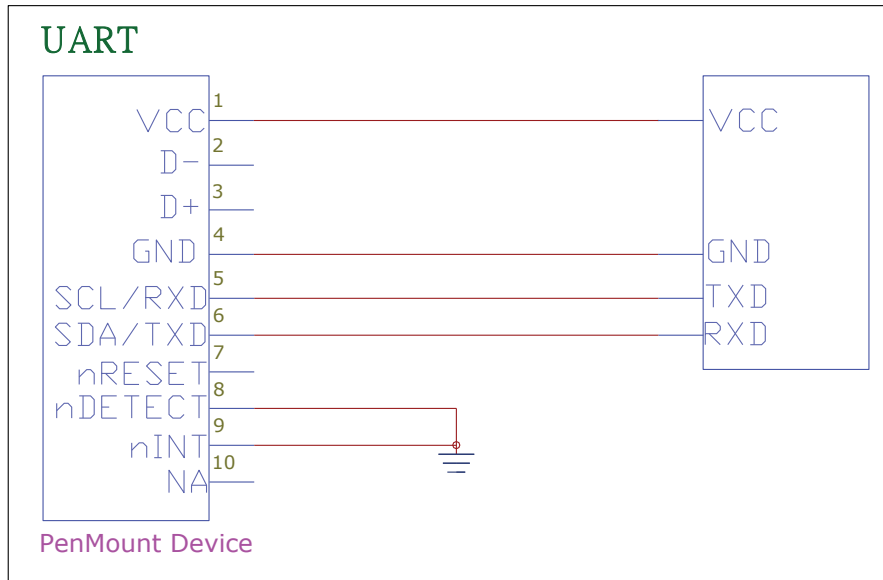 UART
1
VCC VCC
2
D-
3
D+
4
GND GND
5
SCL/RXD TXD
6
SDA/TXD RXD
7
nRESET
8
nDETECT
9
nINT
10
NA
PenMount Device